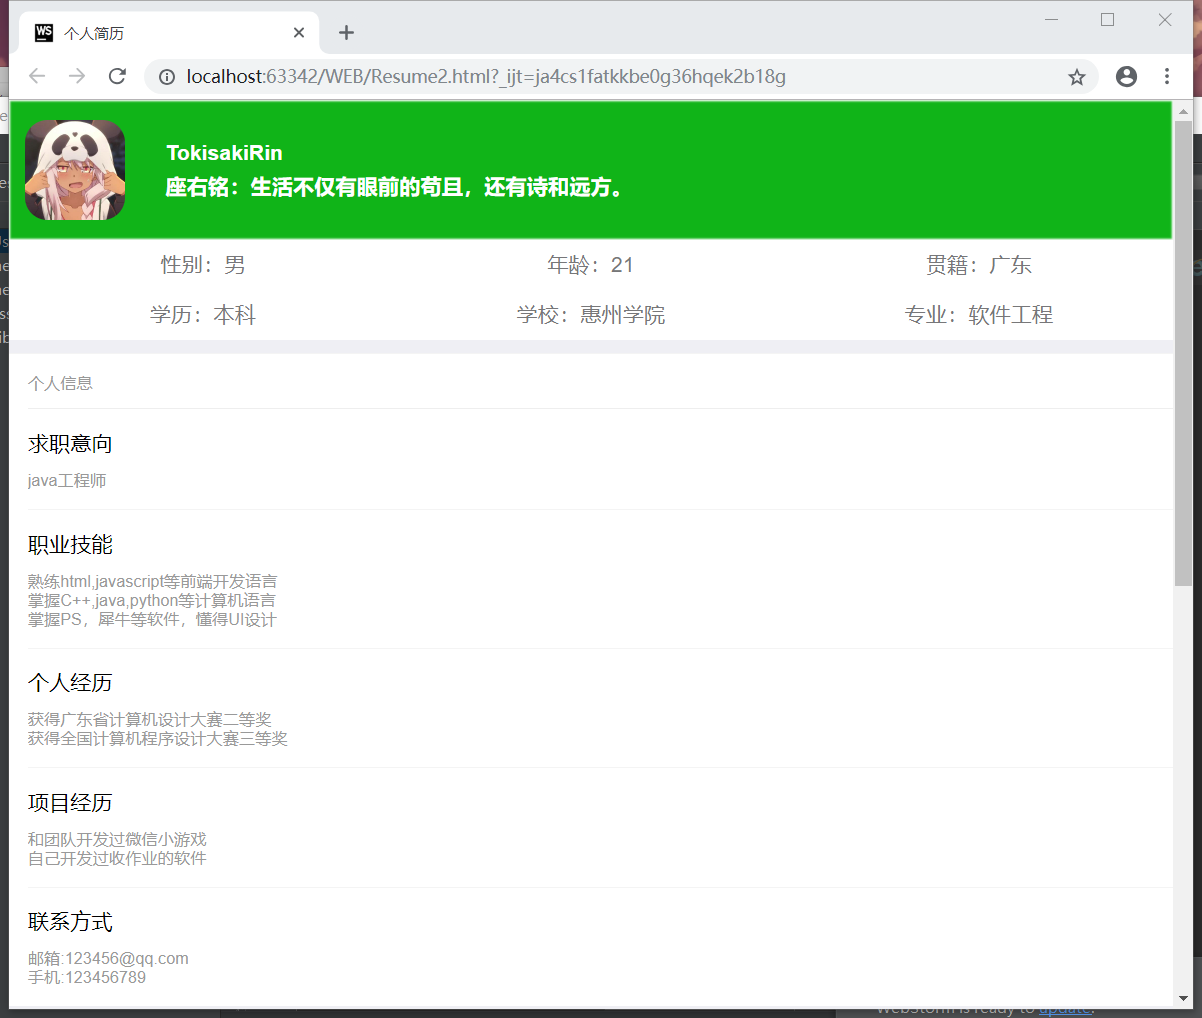 WS 个人简历
localhost:63342/WEB/Resume2.html?_ijt=ja4cs1fatkkbe0g36hqek2b18g
TokisakiRin
座右铭：生活不仅有眼前的苟且，还有诗和远方。
性别：男 年龄：21 贯籍：广东
学历：本科 学校：惠州学院 专业：软件工程
个人信息
求职意向
java工程师
职业技能
熟练html,javascript等前端开发语言
掌握C++,java,python等计算机语言
掌握PS，犀牛等软件，懂得UI设计
个人经历
获得广东省计算机设计大赛二等奖
获得全国计算机程序设计大赛三等奖
项目经历
和团队开发过微信小游戏
自己开发过收作业的软件
联系方式
邮箱:123456@qq.com
手机:123456789
WebStorm is ready to update.